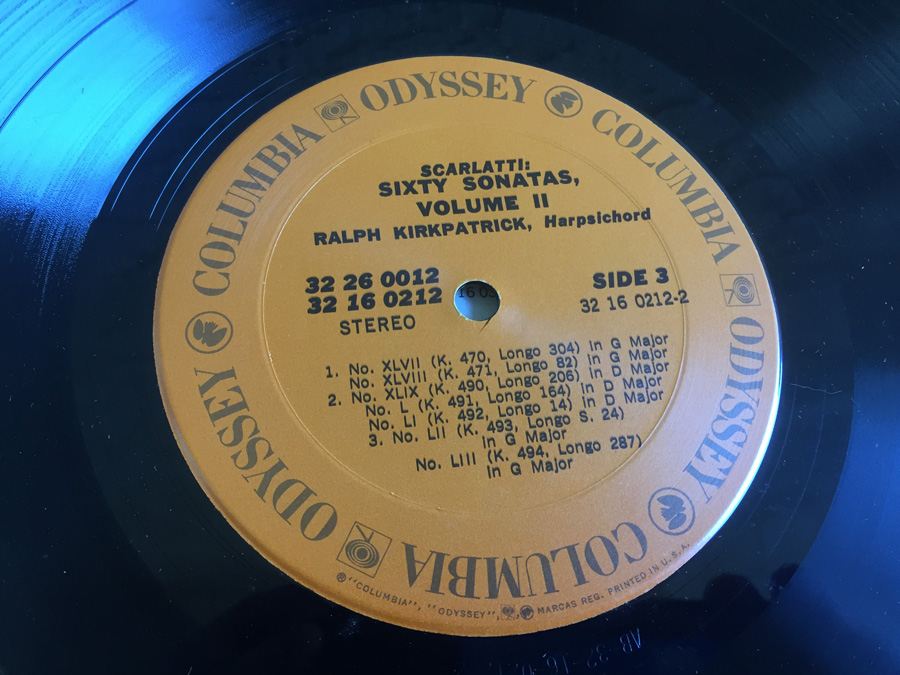 COLUMBIA ODYSSEY COLUMBIA ODYSSEY COLUMBIA ODYSSEY
SCARLATTI:
SIXTY SONATAS,
VOLUME II
RALPH KIRKPATRICK, Harpsichord
32 26 0012
32 16 0212
STEREO
SIDE 3
32 16 0212-2
1. No. XLVII (K. 470, Longo 304) in G Major
No. XLVIII (K. 471, Longo 82) in G Major
2. No. XLIX (K. 490, Longo 206) in D Major
No. L (K. 491, Longo 164) in D Major
No. LI (K. 492, Longo 14) in D Major
3. No. LII (K. 493, Longo S. 24)
in G Major
No. LIII (K. 494, Longo 287)
in G Major
® "COLUMBIA", "ODYSSEY", MARCAS REG. PRINTED IN U.S.A.